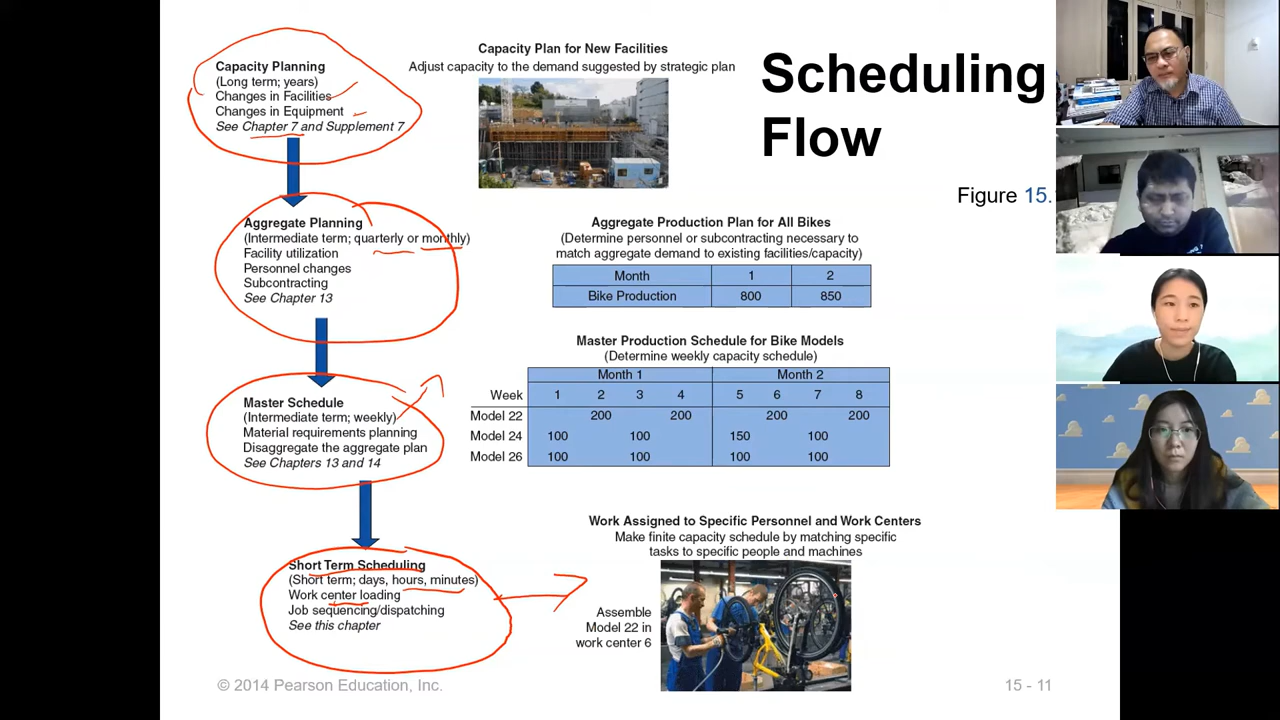 Scheduling
Flow
Figure 15.
Capacity Planning
(Long term; years)
Changes in Facilities
Changes in Equipment
See Chapter 7 and Supplement 7
Capacity Plan for New Facilities
Adjust capacity to the demand suggested by strategic plan
Aggregate Planning
(Intermediate term; quarterly or monthly)
Facility utilization
Personnel changes
Subcontracting
See Chapter 13
Aggregate Production Plan for All Bikes
(Determine personnel or subcontracting necessary to
match aggregate demand to existing facilities/capacity)
Month 1 2
Bike Production 800 850
Master Schedule
(Intermediate term; weekly)
Material requirements planning
Disaggregate the aggregate plan
See Chapters 13 and 14
Master Production Schedule for Bike Models
(Determine weekly capacity schedule)
Month 1 Month 2
Week 1 2 3 4 5 6 7 8
Model 22 200 200 200 200
Model 24 100 100 150 100
Model 26 100 100 100 100
Short Term Scheduling
(Short term; days, hours, minutes)
Work center loading
Job sequencing/dispatching
See this chapter
Work Assigned to Specific Personnel and Work Centers
Make finite capacity schedule by matching specific
tasks to specific people and machines
Assemble
Model 22 in
work center 6
© 2014 Pearson Education, Inc.
15 - 11